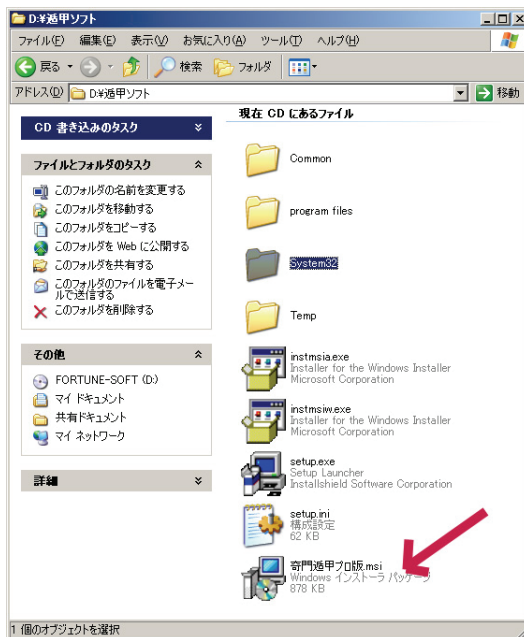 D:¥遁甲ソフト
ファイル(F) 編集(E) 表示(V) お気に入り(A) ツール(T) ヘルプ(H)
戻る 検索 フォルダ
アドレス(D) D:¥遁甲ソフト 移動
現在 CD にあるファイル
CD 書き込みのタスク
ファイルとフォルダのタスク
このフォルダの名前を変更する
このフォルダを移動する
このフォルダをコピーする
このフォルダを Web に公開する
このフォルダを共有する
このフォルダのファイルを電子メー
ルで送信する
このフォルダを削除する
その他
FORTUNE-SOFT (D:)
マイ ドキュメント
共有ドキュメント
マイ ネットワーク
詳細
Common
program files
System32
Temp
instmsia.exe
Installer for the Windows Installer
Microsoft Corporation
instmsiw.exe
Installer for the Windows Installer
Microsoft Corporation
setup.exe
Setup Launcher
InstallShield Software Corporation
setup.ini
構成設定
62 KB
奇門遁甲プロ版.msi
Windows インストーラ パッケージ
878 KB
1 個のオブジェクトを選択